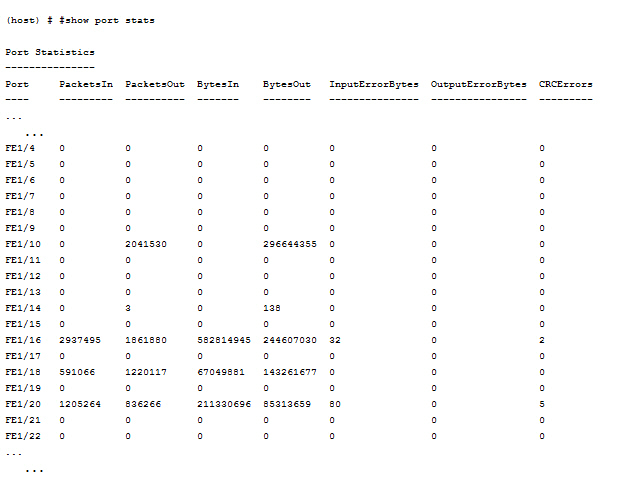 (host) # #show port stats
Port Statistics
---------------
Port PacketsIn PacketsOut BytesIn BytesOut InputErrorBytes OutputErrorBytes CRCErrors
---- --------- ---------- ------- -------- --------------- ---------------- ---------
...
...
FE1/4 0 0 0 0 0 0 0
FE1/5 0 0 0 0 0 0 0
FE1/6 0 0 0 0 0 0 0
FE1/7 0 0 0 0 0 0 0
FE1/8 0 0 0 0 0 0 0
FE1/9 0 0 0 0 0 0 0
FE1/10 0 2041530 0 296644355 0 0 0
FE1/11 0 0 0 0 0 0 0
FE1/12 0 0 0 0 0 0 0
FE1/13 0 0 0 0 0 0 0
FE1/14 0 3 0 138 0 0 0
FE1/15 0 0 0 0 0 0 0
FE1/16 2937495 1861880 582814945 244607030 32 0 2
FE1/17 0 0 0 0 0 0 0
FE1/18 591066 1220117 67049881 143261677 0 0 0
FE1/19 0 0 0 0 0 0 0
FE1/20 1205264 836266 211330696 85313659 80 0 5
FE1/21 0 0 0 0 0 0 0
FE1/22 0 0 0 0 0 0 0
...
...